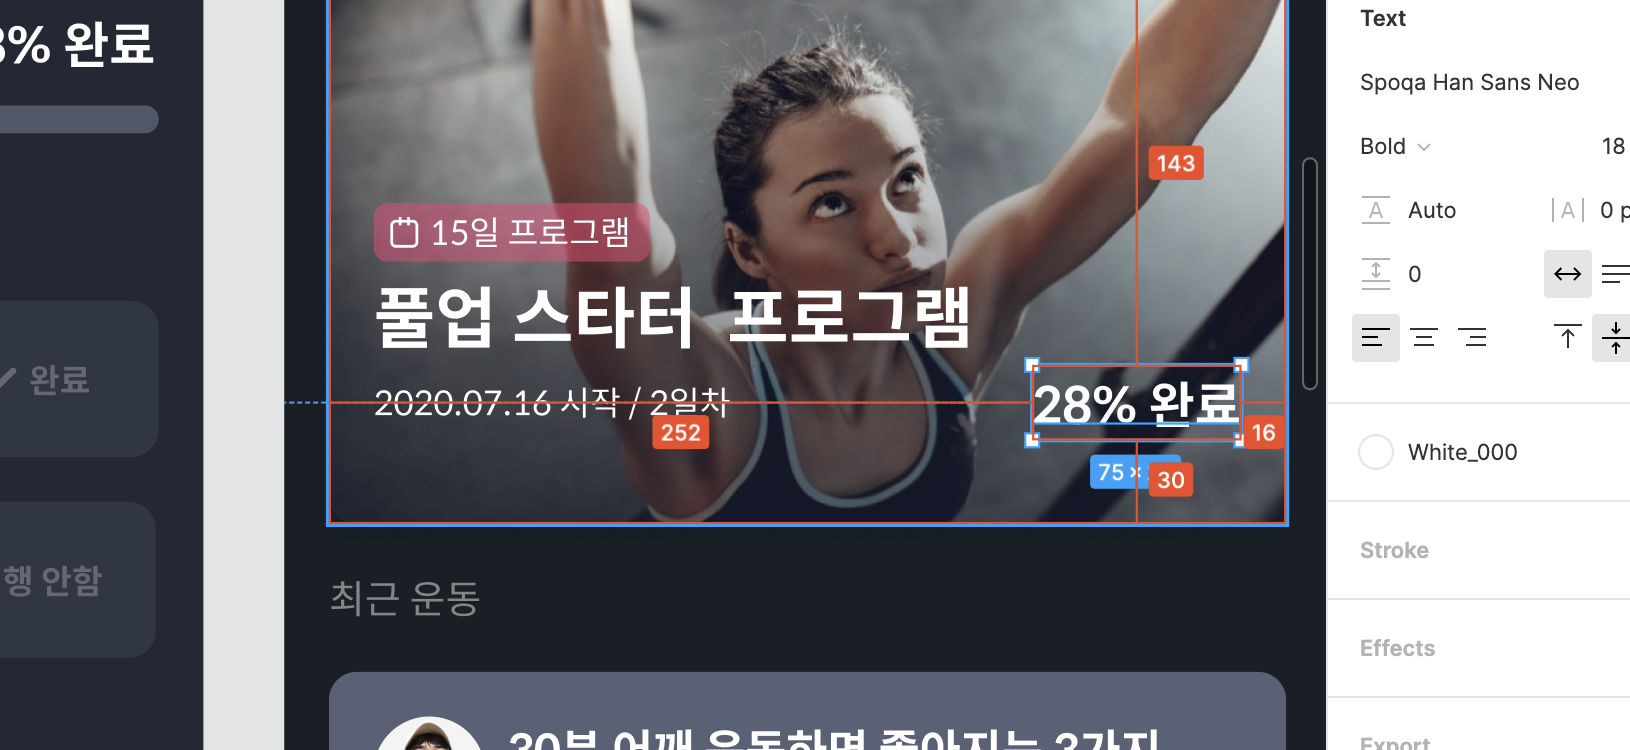 % 완료
완료
행 안함
143
15일 프로그램
풀업 스타터 프로그램
2020.07.16 시작 / 2일차
28% 완료
252
16
75 ×
30
최근 운동
30분 어깨 운동하면 좋아지는 3가지
Text
Spoqa Han Sans Neo
Bold
18
A
Auto
A
0
0
White_000
Stroke
Effects
Export